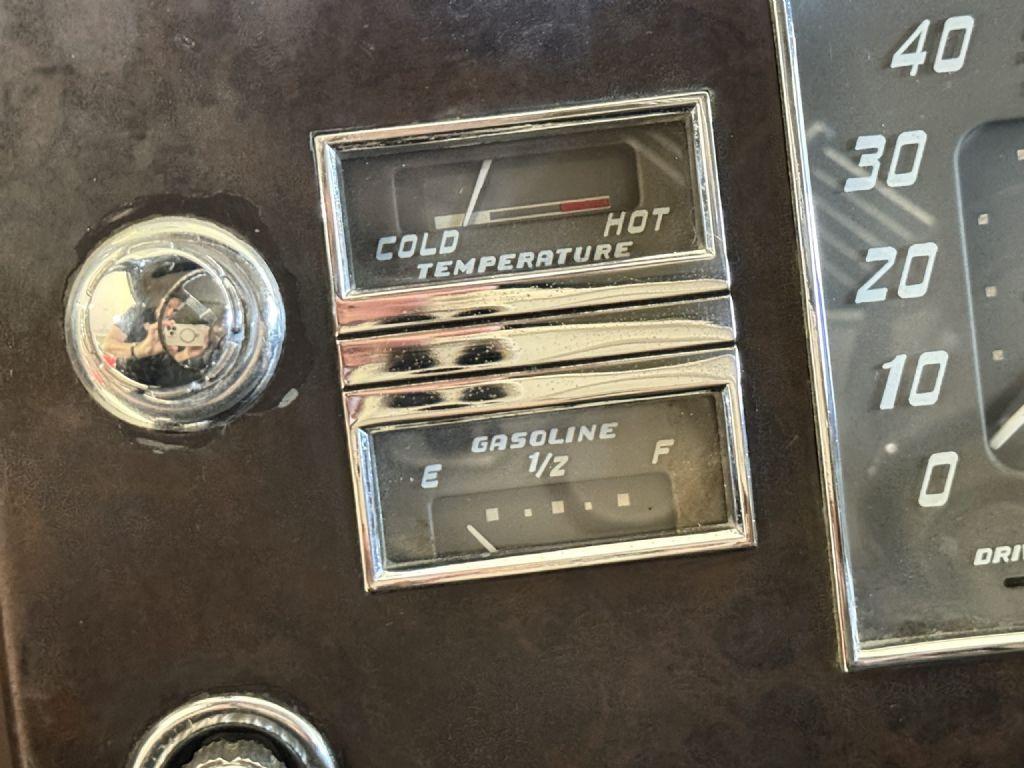 COLD HOT
TEMPERATURE
GASOLINE
E 1/2 F
40
30
20
10
0